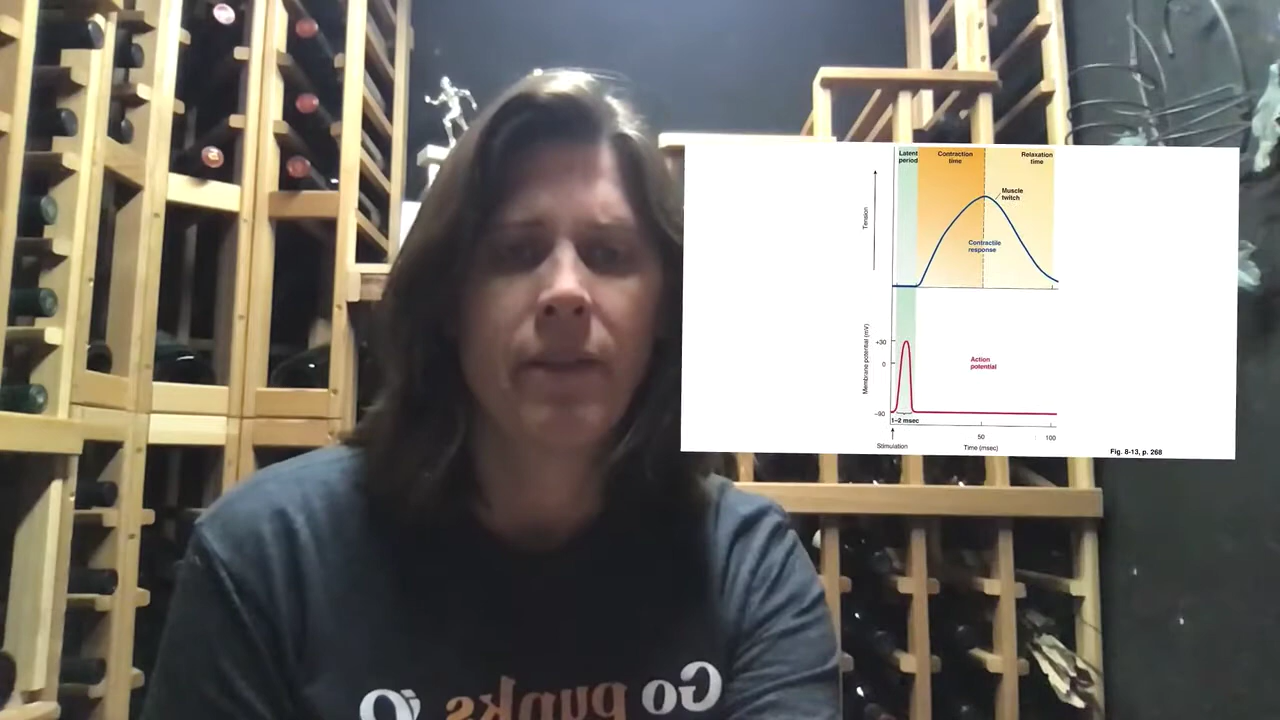 Latent period
Contraction time
Relaxation time
Muscle twitch
Tension
Contractile response
Membrane potential (mV)
+30
0
–90
Action potential
1–2 msec
Stimulation
50
100
Time (msec)
Fig. 8-13, p. 268
Go punks